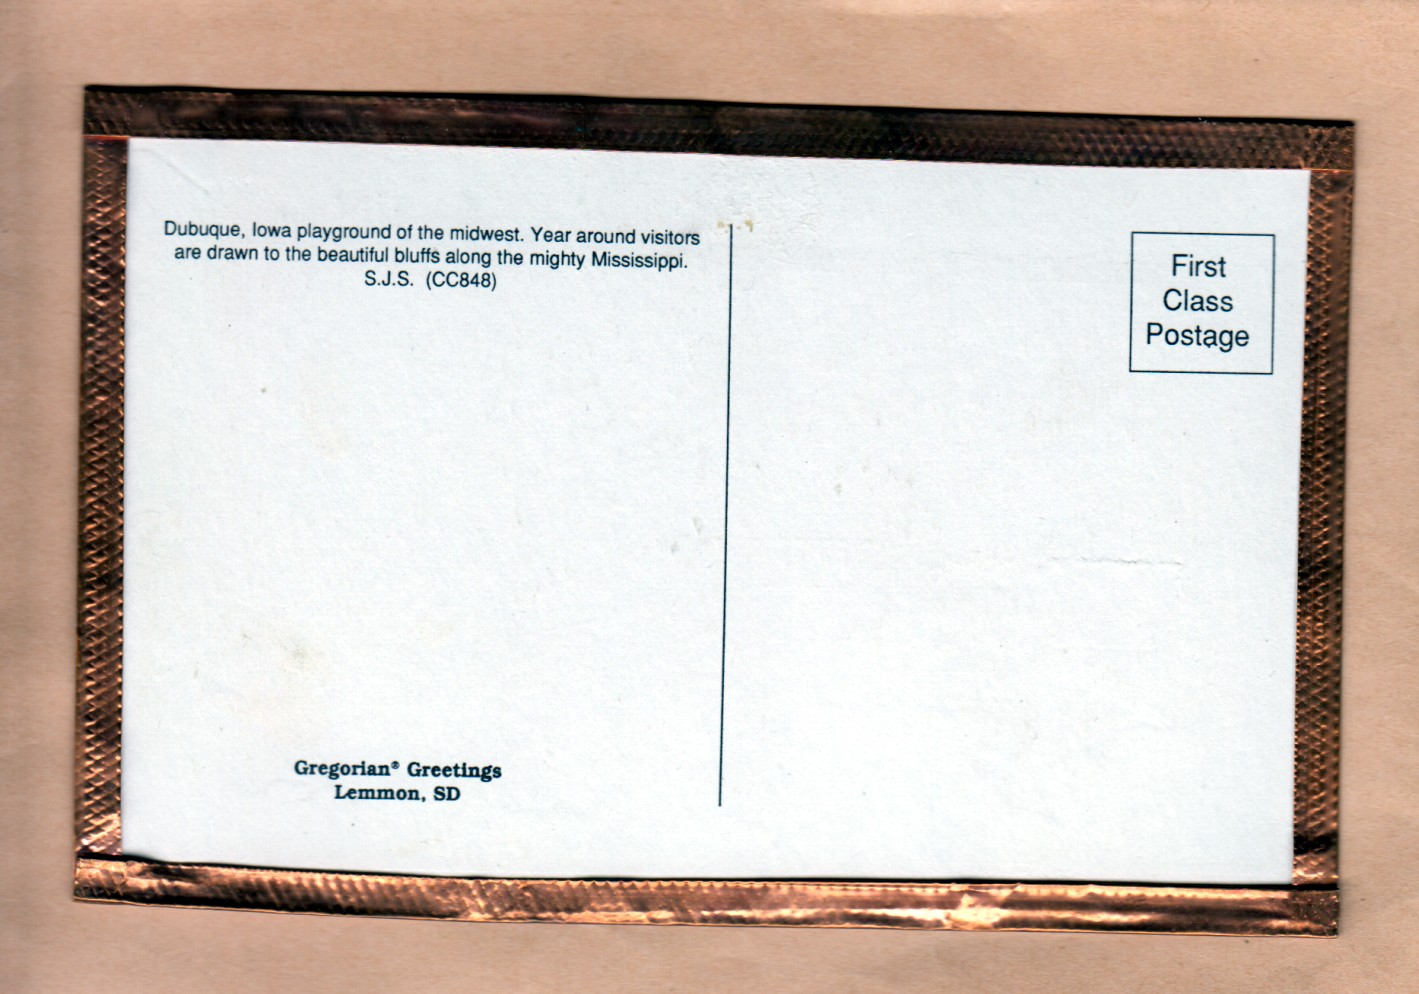 Dubuque, Iowa playground of the midwest. Year around visitors
are drawn to the beautiful bluffs along the mighty Mississippi.
S.J.S. (CC848)
First
Class
Postage
Gregorian® Greetings
Lemmon, SD